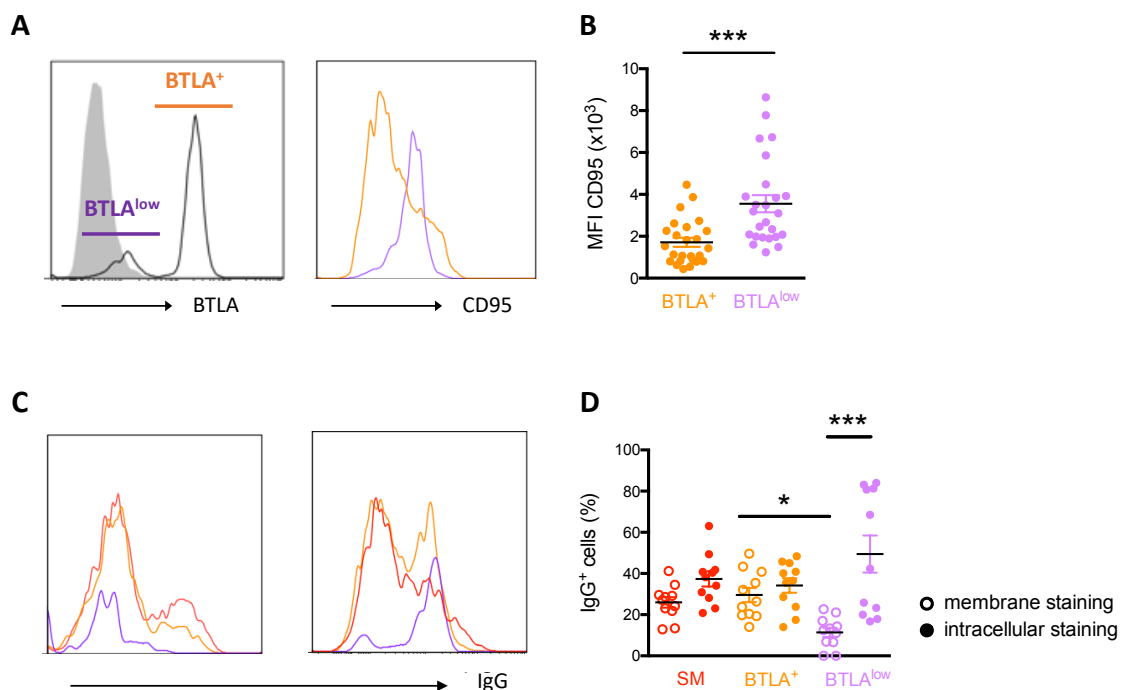 A
BTLA⁺
BTLAˡᵒʷ
BTLA
CD95
B
***
MFI CD95 (x10³)
10
8
6
4
2
0
BTLA⁺
BTLAˡᵒʷ
C
IgG
D
***
*
IgG⁺ cells (%)
100
80
60
40
20
0
SM
BTLA⁺
BTLAˡᵒʷ
membrane staining
intracellular staining